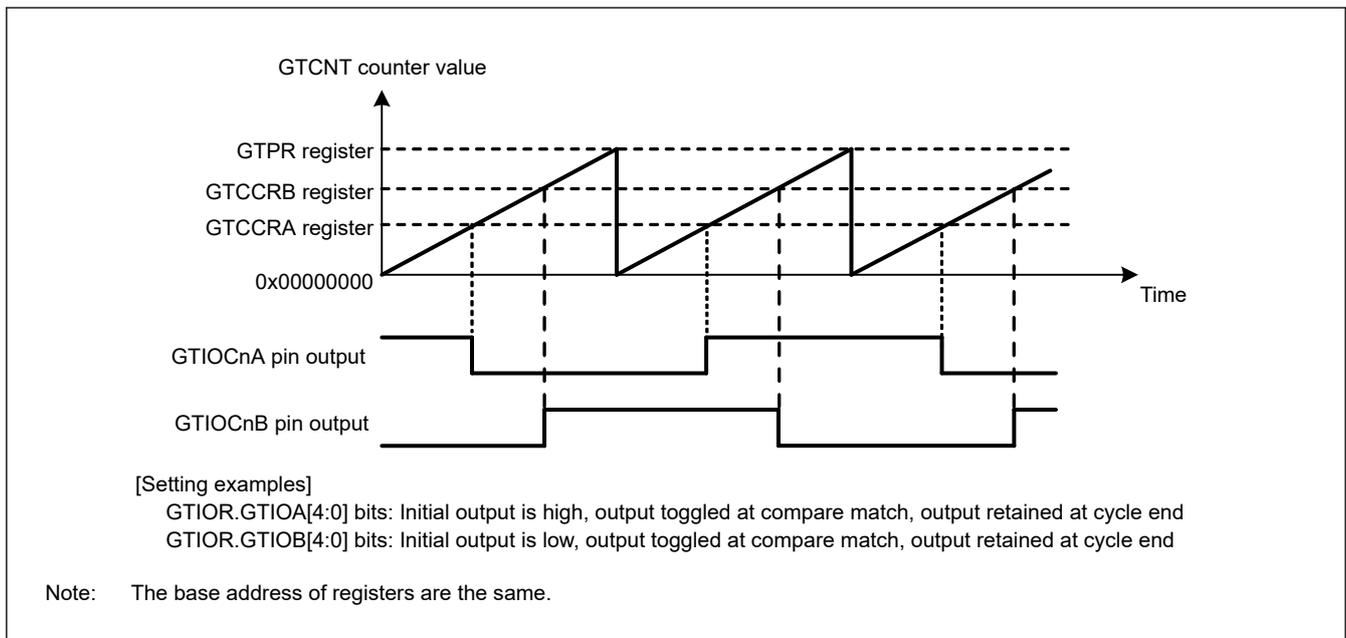 GTCNT counter value
GTPR register
GTCCRB register
GTCCRA register
0x00000000
Time
GTIOCnA pin output
GTIOCnB pin output
[Setting examples]
GTIOR.GTIOA[4:0] bits: Initial output is high, output toggled at compare match, output retained at cycle end
GTIOR.GTIOB[4:0] bits: Initial output is low, output toggled at compare match, output retained at cycle end
Note: The base address of registers are the same.